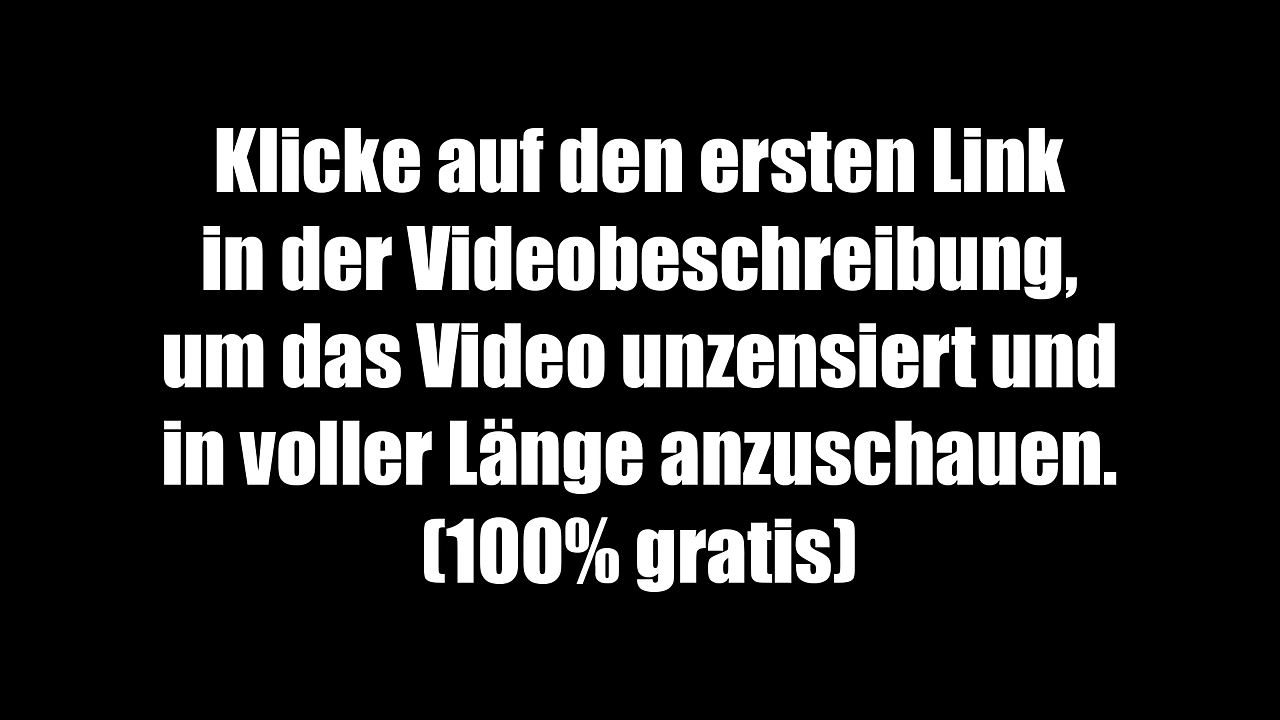 Klicke auf den ersten Link
in der Videobeschreibung,
um das Video unzensiert und
in voller Länge anzuschauen.
(100% gratis)